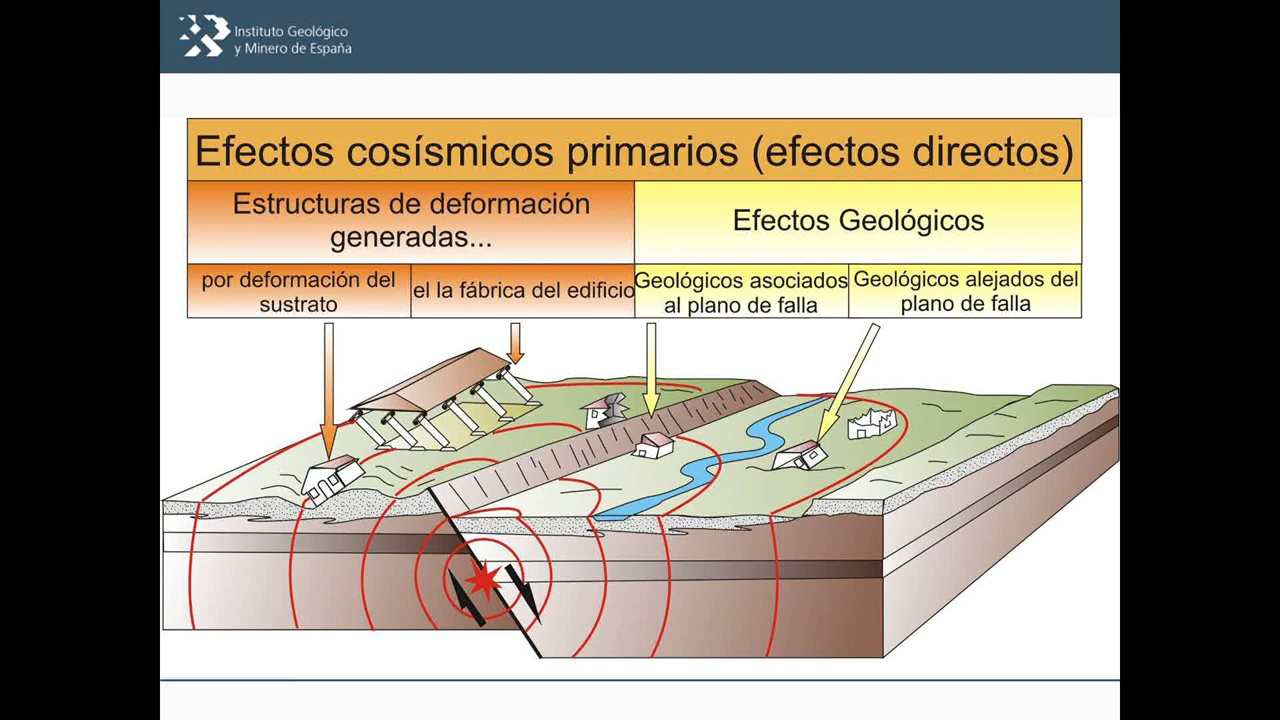 Instituto Geológico
y Minero de España
Efectos cosísmicos primarios (efectos directos)
Estructuras de deformación
generadas...
Efectos Geológicos
por deformación del
sustrato
el la fábrica del edificio
Geológicos asociados
al plano de falla
Geológicos alejados del
plano de falla